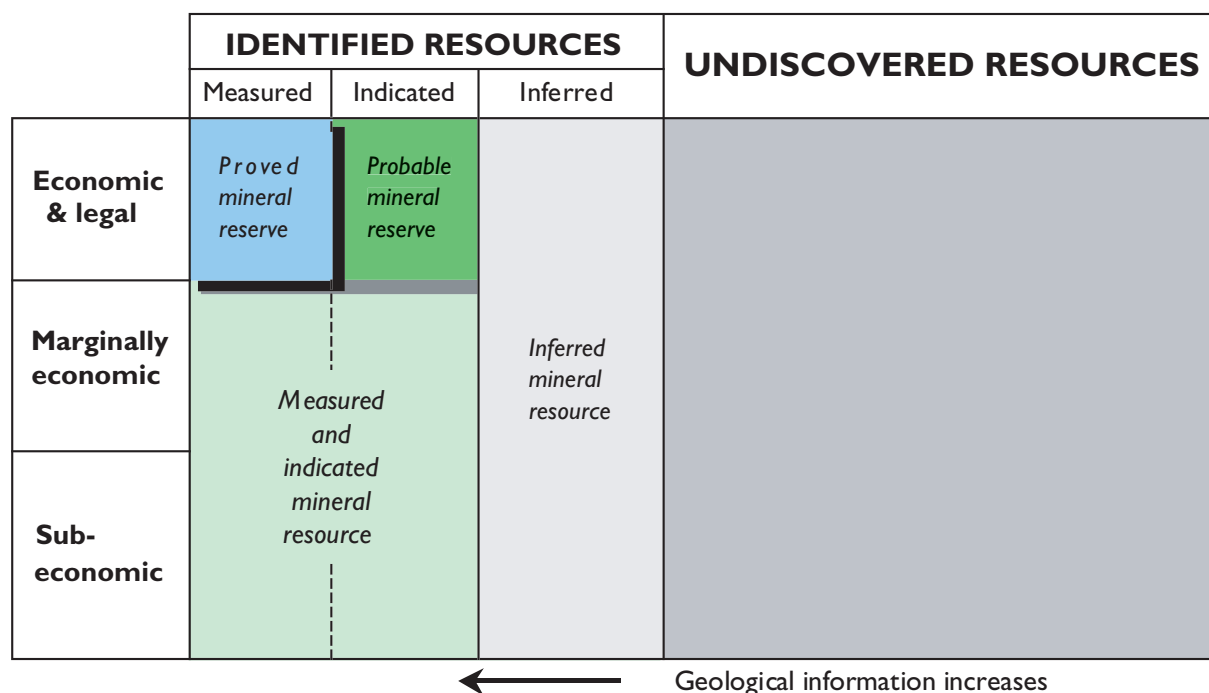 IDENTIFIED RESOURCES
UNDISCOVERED RESOURCES
Measured
Indicated
Inferred
Economic
& legal
Proved
mineral
reserve
Probable
mineral
reserve
Marginally
economic
Inferred
mineral
resource
Measured
and
indicated
mineral
resource
Sub-
economic
Geological information increases